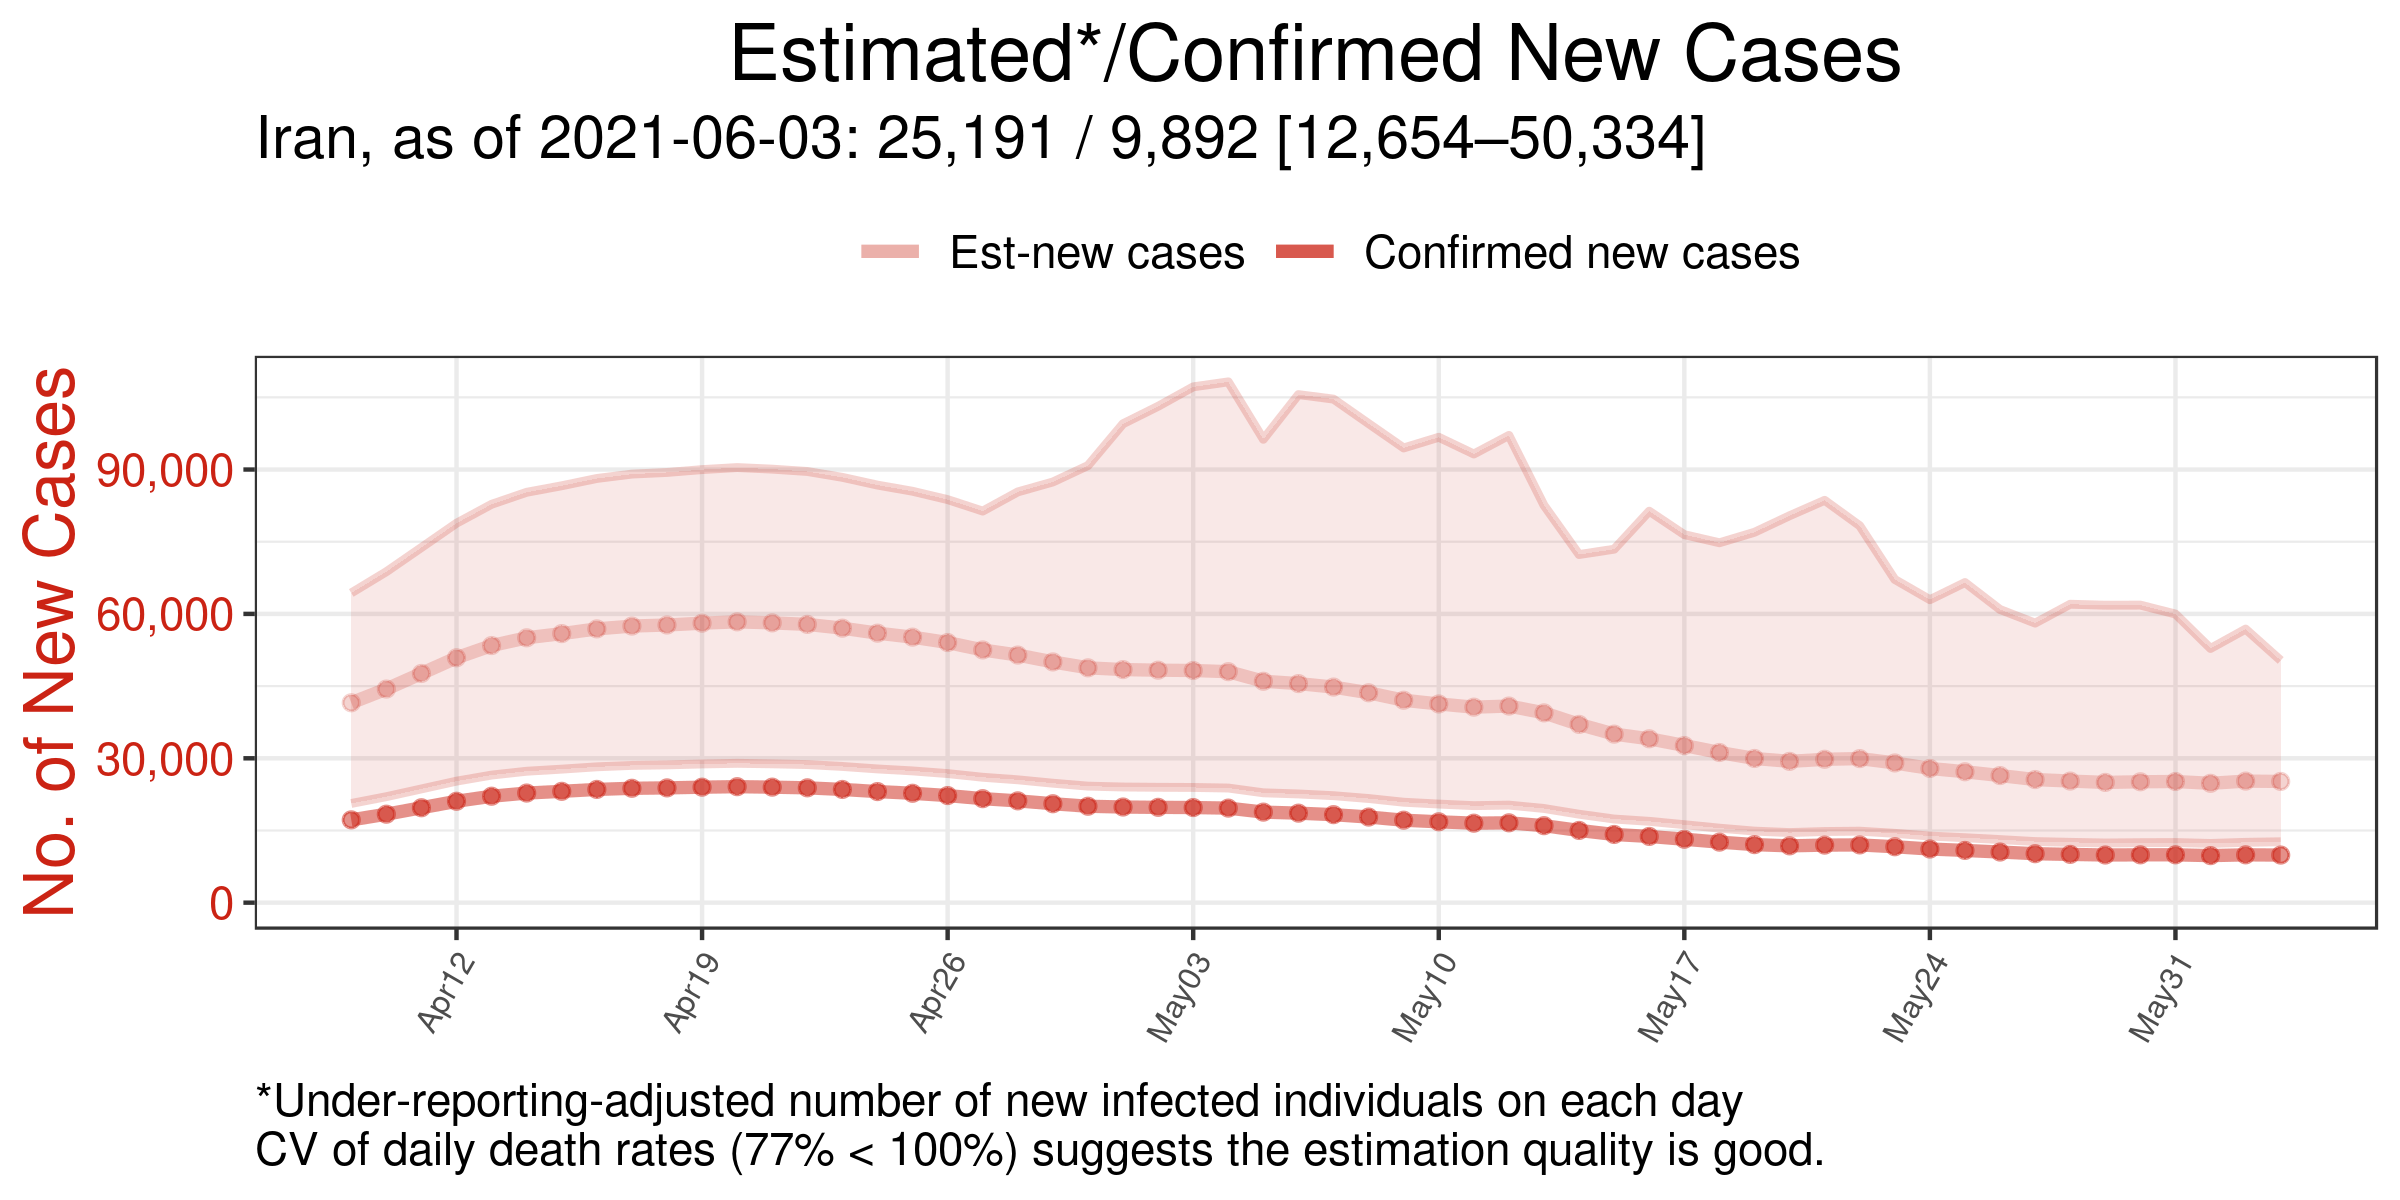 Estimated*/Confirmed New Cases
Iran, as of 2021-06-03: 25,191 / 9,892 [12,654–50,334]
Est-new cases
Confirmed new cases
No. of New Cases
90,000
60,000
30,000
0
Apr12
Apr19
Apr26
May03
May10
May17
May24
May31
*Under-reporting-adjusted number of new infected individuals on each day
CV of daily death rates (77% < 100%) suggests the estimation quality is good.